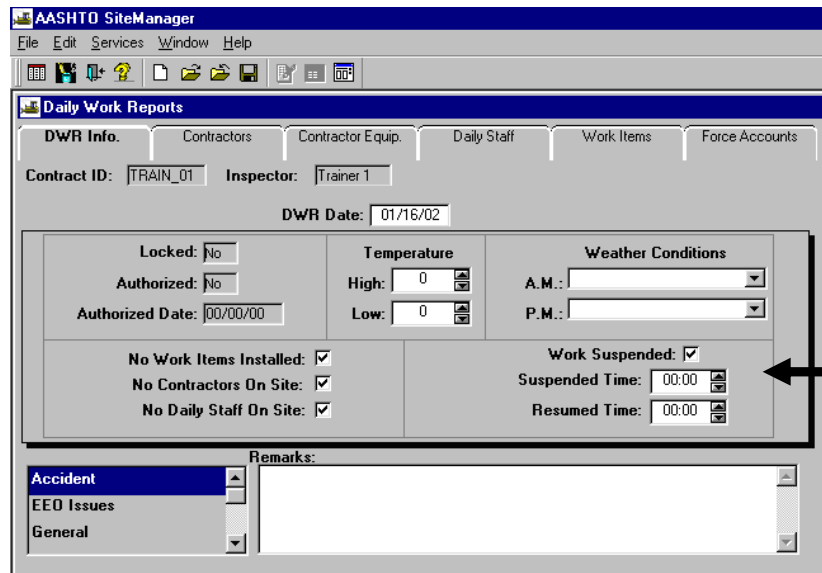 AASHTO SiteManager
File Edit Services Window Help
Daily Work Reports
DWR Info. Contractors Contractor Equip. Daily Staff Work Items Force Accounts
Contract ID: TRAIN_01 Inspector: Trainer 1
DWR Date: 01/16/02
Locked: No Temperature Weather Conditions
Authorized: No High: 0 A.M.:
Authorized Date: 00/00/00 Low: 0 P.M.:
No Work Items Installed: Work Suspended:
No Contractors On Site: Suspended Time: 00:00
No Daily Staff On Site: Resumed Time: 00:00
Remarks:
Accident
EEO Issues
General